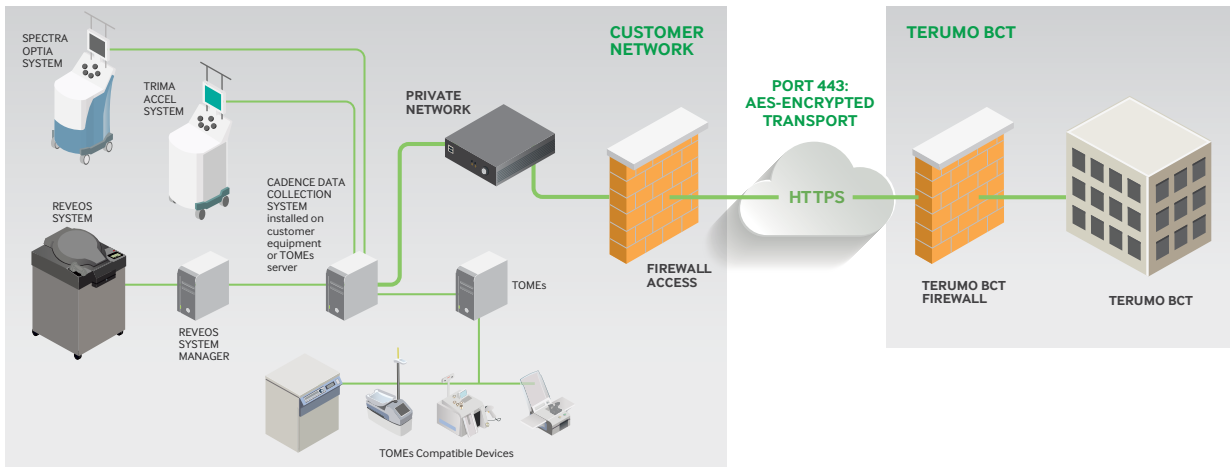 SPECTRA
OPTIA
SYSTEM
TRIMA
ACCEL
SYSTEM
REVEOS
SYSTEM
CADENCE DATA
COLLECTION
SYSTEM
installed on
customer
equipment
or TOMEs
server
REVEOS
SYSTEM
MANAGER
PRIVATE
NETWORK
TOMEs
TOMEs Compatible Devices
CUSTOMER
NETWORK
FIREWALL
ACCESS
PORT 443:
AES-ENCRYPTED
TRANSPORT
HTTPS
TERUMO BCT
TERUMO BCT
FIREWALL
TERUMO BCT